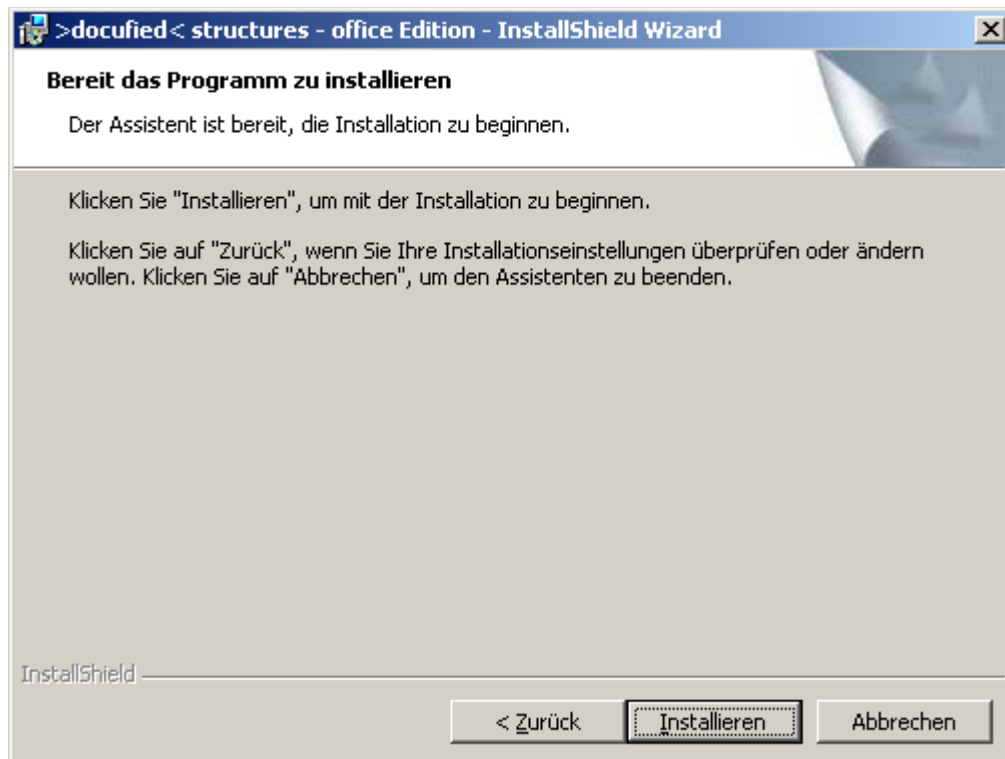 >docufied< structures - office Edition - InstallShield Wizard
Bereit das Programm zu installieren
Der Assistent ist bereit, die Installation zu beginnen.
Klicken Sie "Installieren", um mit der Installation zu beginnen.
Klicken Sie auf "Zurück", wenn Sie Ihre Installationseinstellungen überprüfen oder ändern
wollen. Klicken Sie auf "Abbrechen", um den Assistenten zu beenden.
InstallShield
< Zurück Installieren Abbrechen